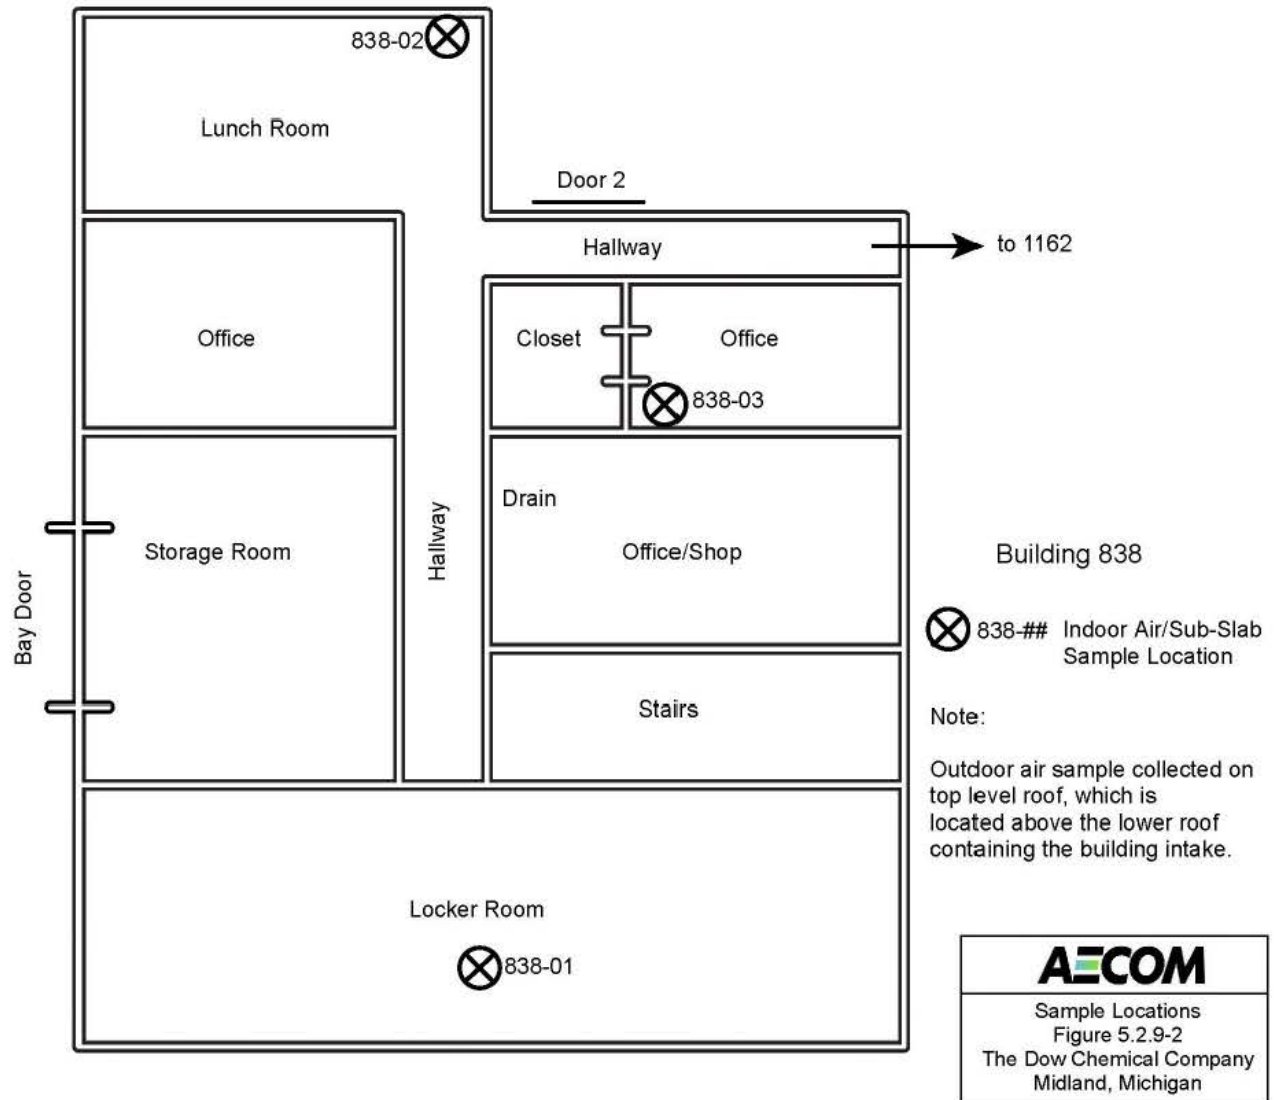 838-02
Lunch Room
Door 2
Hallway
to 1162
Office
Closet
Office
838-03
Drain
Storage Room
Hallway
Office/Shop
Bay Door
Stairs
Locker Room
838-01
Building 838
838-## Indoor Air/Sub-Slab
Sample Location
Note:
Outdoor air sample collected on
top level roof, which is
located above the lower roof
containing the building intake.
AECOM
Sample Locations
Figure 5.2.9-2
The Dow Chemical Company
Midland, Michigan